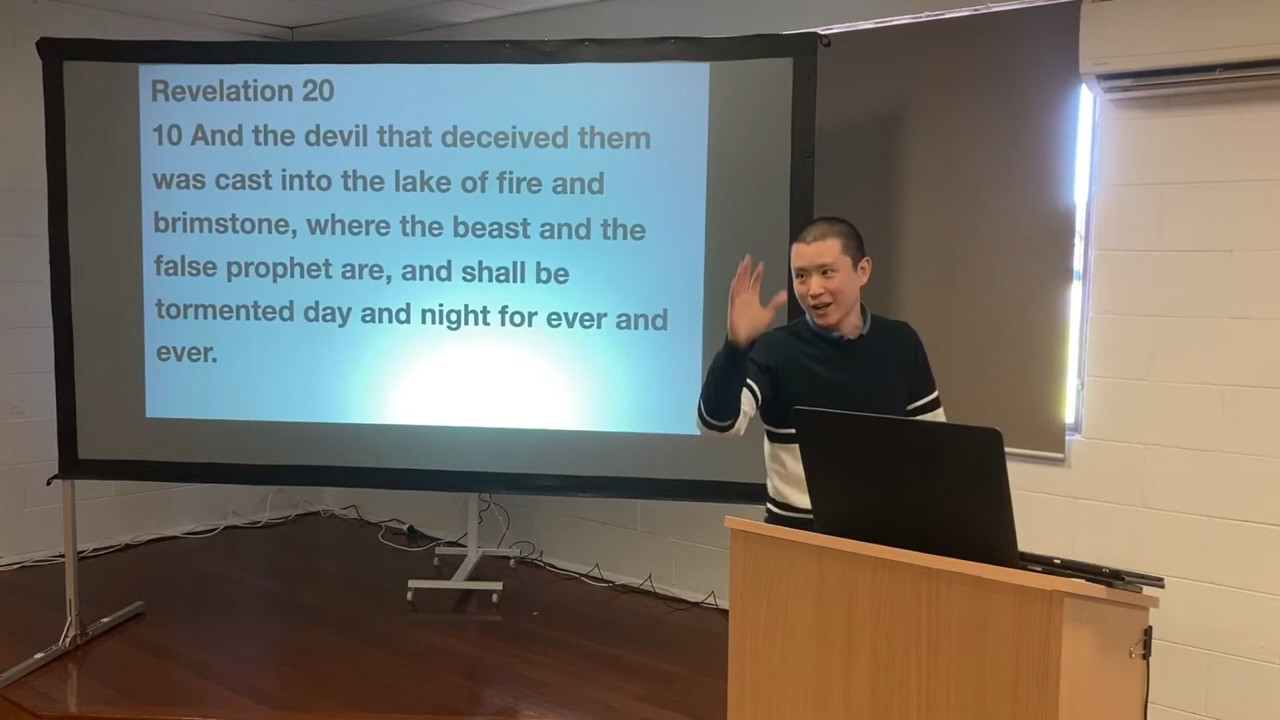 Revelation 20
10 And the devil that deceived them
was cast into the lake of fire and
brimstone, where the beast and the
false prophet are, and shall be
tormented day and night for ever and
ever.